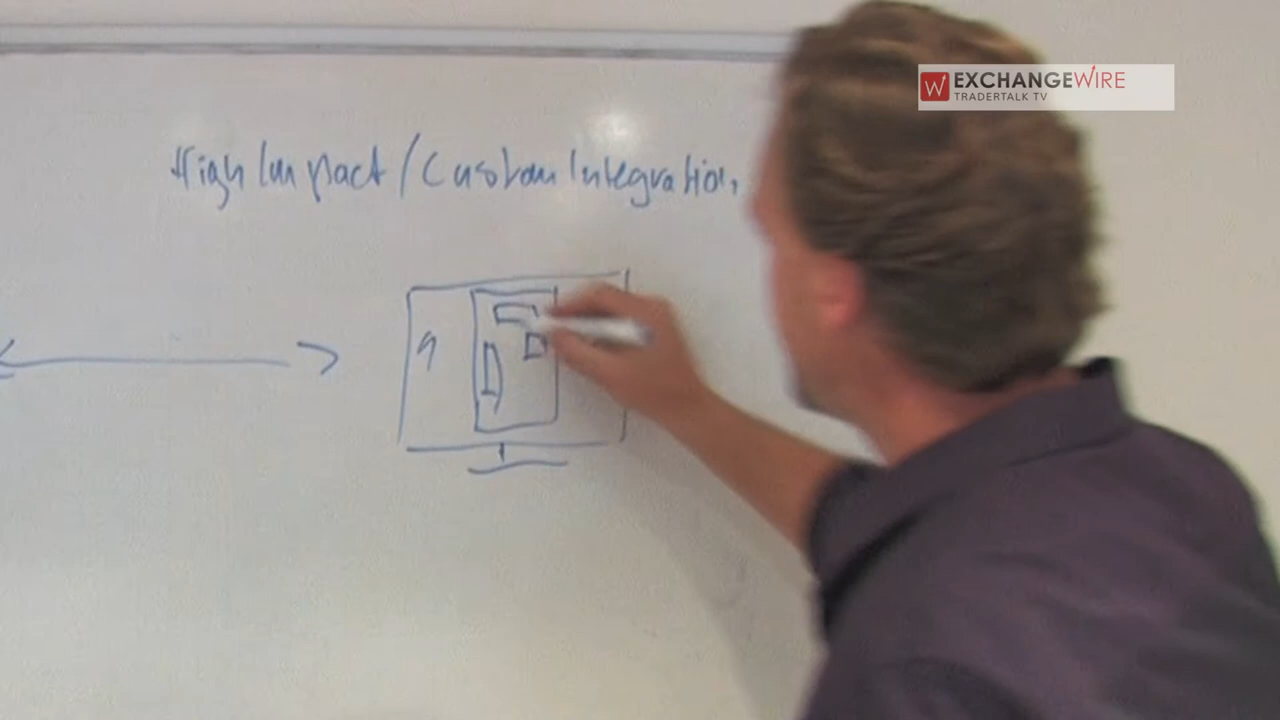 W EXCHANGEWIRE
TRADERTALK TV
High Impact/Custom Integration,